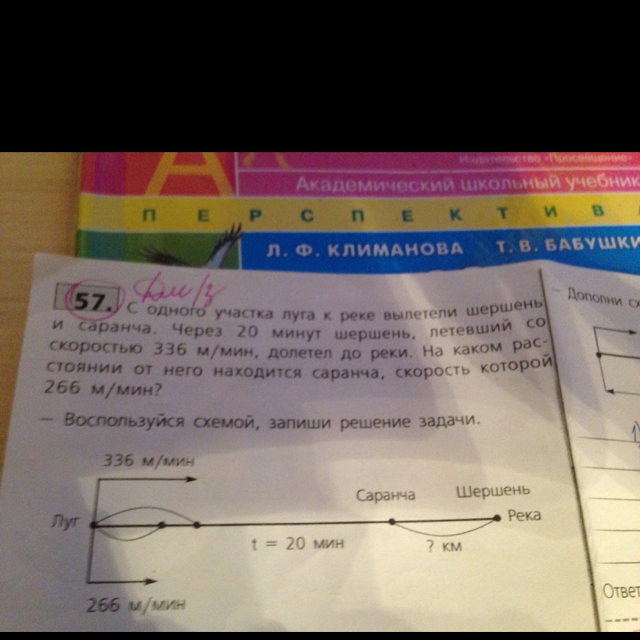 Издательство «Просвещение»
Академический школьный учебник
ПЕРСПЕКТИВА
Л. Ф. КЛИМАНОВА Т. В. БАБУШКИ
57. С одного участка луга к реке вылетели шершень
и саранча. Через 20 минут шершень, летевший со
скоростью 336 м/мин, долетел до реки. На каком рас-
стоянии от него находится саранча, скорость которой
266 м/мин?
— Воспользуйся схемой, запиши решение задачи.
336 м/мин
Саранча Шершень
Луг Река
t = 20 мин ? км
266 м/мин
— Дополни
1)
Ответ